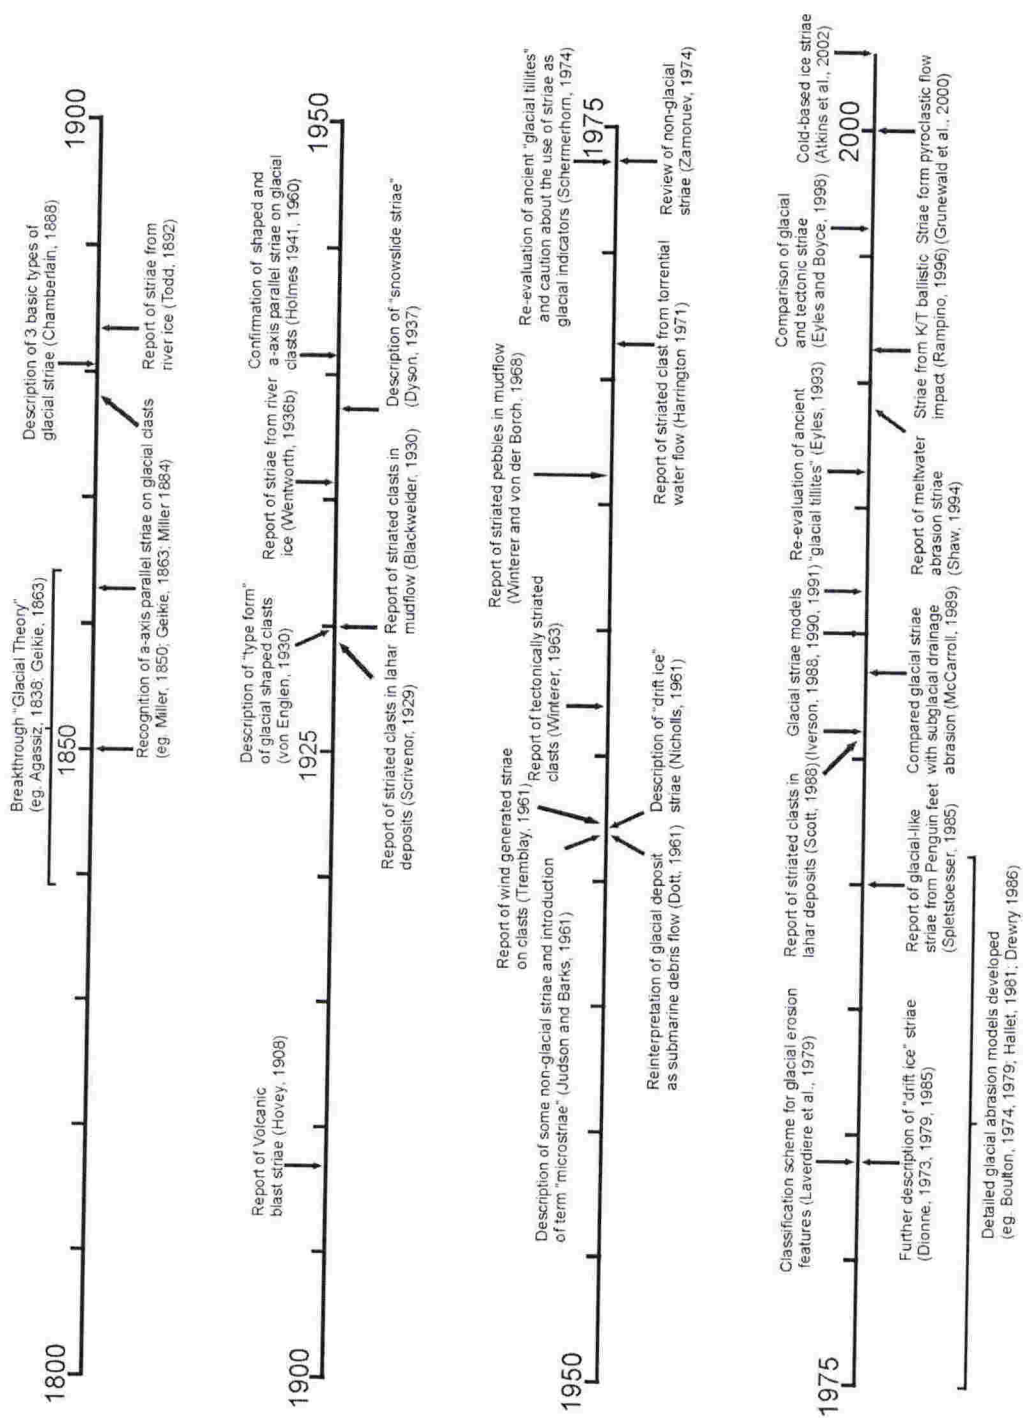 Breakthrough "Glacial Theory"
(eg. Agassiz, 1838; Geikie, 1863)
Description of 3 basic types of
glacial striae (Chamberlain, 1888)
1800
1850
1900
Recognition of a-axis parallel striae on glacial clasts
(eg. Miller, 1850; Geikie, 1863; Miller 1884)
Report of striae from
river ice (Todd, 1892)
Report of Volcanic
blast striae (Hovey, 1908)
Description of "type form"
of glacial shaped clasts
(von Englen, 1930)
Report of striae from river
ice (Wentworth, 1936b)
Confirmation of shaped and
a-axis parallel striae on glacial
clasts (Holmes 1941, 1960)
1900
1925
1950
Report of striated clasts in lahar
deposits (Scrivenor, 1929)
Report of striated clasts in
mudflow (Blackwelder, 1930)
Description of "snowslide striae"
(Dyson, 1937)
Description of some non-glacial striae and introduction
of term "microstriae" (Judson and Barks, 1961)
Report of wind generated striae
on clasts (Tremblay, 1961)
Report of tectonically striated
clasts (Winterer, 1963)
Report of striated pebbles in mudflow
(Winterer and von der Borch, 1968)
Re-evaluation of ancient "glacial tillites"
and caution about the use of striae as
glacial indicators (Schermerhorn, 1974)
1950
1975
Reinterpretation of glacial deposit
as submarine debris flow (Dott, 1961)
Description of "drift ice"
striae (Nicholls, 1961)
Report of striated clast from torrential
water flow (Harrington 1971)
Review of non-glacial
striae (Zamoruev, 1974)
Classification scheme for glacial erosion
features (Laverdiere et al., 1979)
Report of striated clasts in
lahar deposits (Scott, 1988)
Glacial striae models
(Iverson, 1988, 1990, 1991)
Re-evaluation of ancient
"glacial tillites" (Eyles, 1993)
Comparison of glacial
and tectonic striae
(Eyles and Boyce, 1998)
Cold-based ice striae
(Atkins et al., 2002)
1975
2000
Further description of "drift ice" striae
(Dionne, 1973, 1979, 1985)
Report of glacial-like
striae from Penguin feet
(Spletstoesser, 1985)
Compared glacial striae
with subglacial drainage
abrasion (McCarroll, 1989)
Report of meltwater
abrasion striae
(Shaw, 1994)
Striae from K/T ballistic
impact (Rampino, 1996)
Striae form pyroclastic flow
(Grunewald et al., 2000)
Detailed glacial abrasion models developed
(eg. Boulton, 1974, 1979; Hallet, 1981; Drewry 1986)